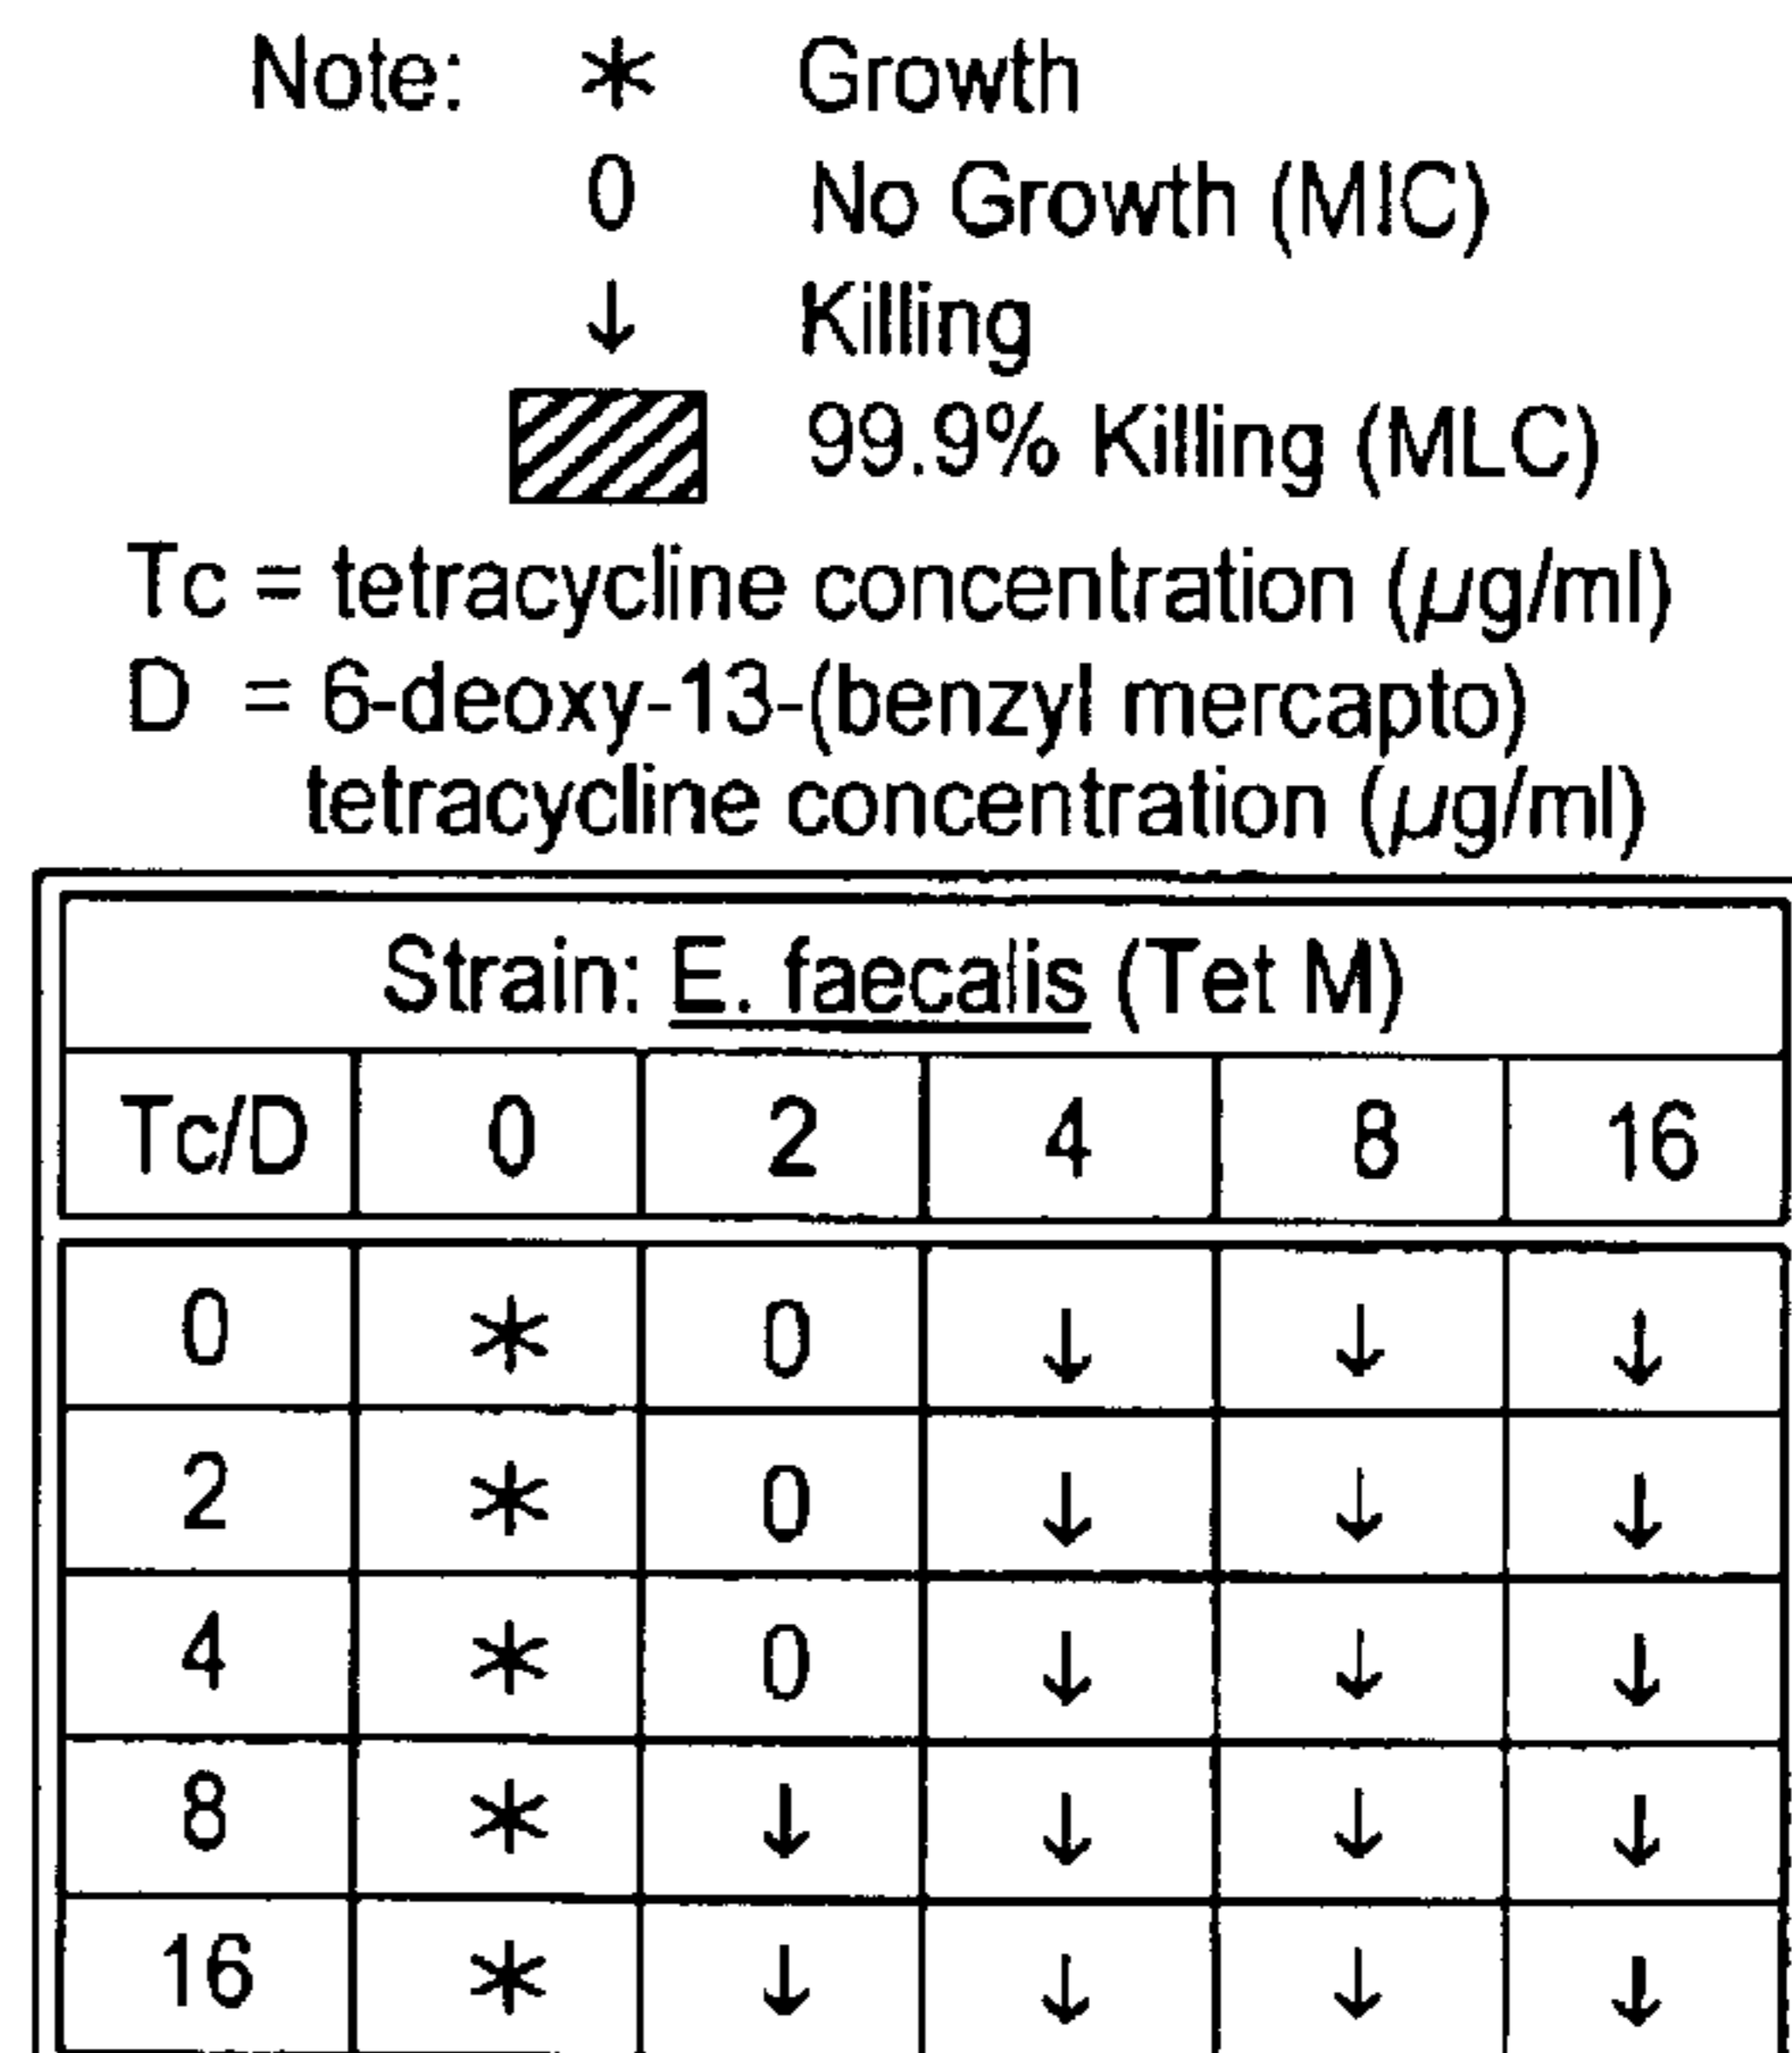 Note: * Growth
0 No Growth (MIC)
↓ Killing
99.9% Killing (MLC)
Tc = tetracycline concentration (µg/ml)
D = 6-deoxy-13-(benzyl mercapto)
tetracycline concentration (µg/ml)
Strain: E. faecalis (Tet M)
Tc/D 0 2 4 8 16
0 * 0 ↓ ↓ ↓
2 * 0 ↓ ↓ ↓
4 * 0 ↓ ↓ ↓
8 * ↓ ↓ ↓ ↓
16 * ↓ ↓ ↓ ↓